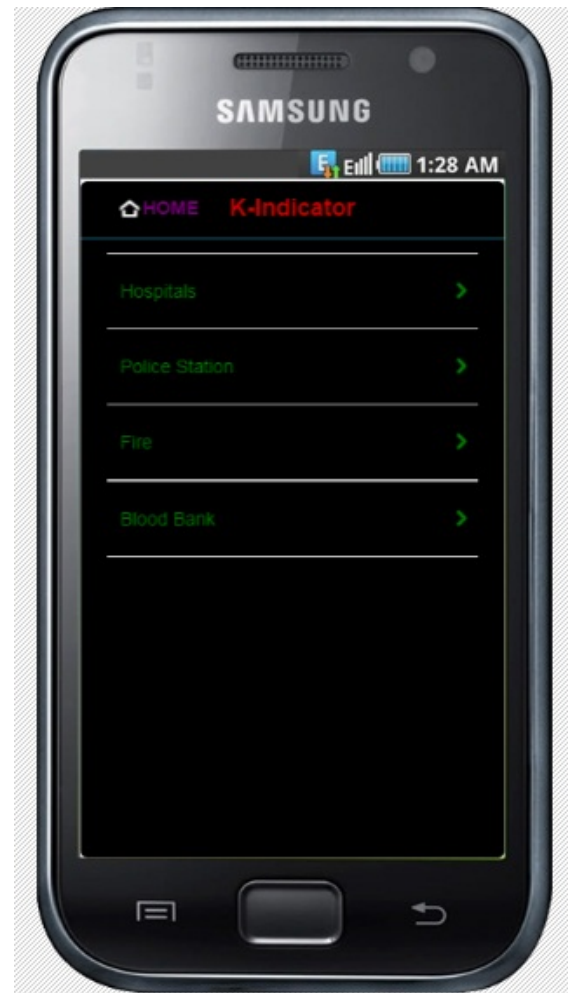 SAMSUNG
E E 1:28 AM
HOME K-Indicator
Hospitals
Police Station
Fire
Blood Bank